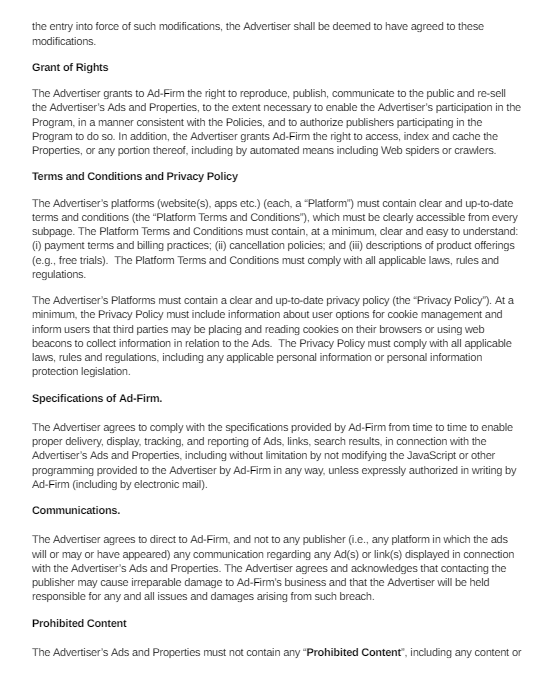 the entry into force of such modifications, the Advertiser shall be deemed to have agreed to these
modifications.
Grant of Rights
The Advertiser grants to Ad-Firm the right to reproduce, publish, communicate to the public and re-sell
the Advertiser's Ads and Properties, to the extent necessary to enable the Advertiser's participation in the
Program, in a manner consistent with the Policies, and to authorize publishers participating in the
Program to do so. In addition, the Advertiser grants Ad-Firm the right to access, index and cache the
Properties, or any portion thereof, including by automated means including Web spiders or crawlers.
Terms and Conditions and Privacy Policy
The Advertiser's platforms (website(s), apps etc.) (each, a “Platform”) must contain clear and up-to-date
terms and conditions (the “Platform Terms and Conditions”), which must be clearly accessible from every
subpage. The Platform Terms and Conditions must contain, at a minimum, clear and easy to understand:
(i) payment terms and billing practices; (ii) cancellation policies; and (iii) descriptions of product offerings
(e.g., free trials).  The Platform Terms and Conditions must comply with all applicable laws, rules and
regulations.
The Advertiser's Platforms must contain a clear and up-to-date privacy policy (the “Privacy Policy”). At a
minimum, the Privacy Policy must include information about user options for cookie management and
inform users that third parties may be placing and reading cookies on their browsers or using web
beacons to collect information in relation to the Ads.  The Privacy Policy must comply with all applicable
laws, rules and regulations, including any applicable personal information or personal information
protection legislation.
Specifications of Ad-Firm.
The Advertiser agrees to comply with the specifications provided by Ad-Firm from time to time to enable
proper delivery, display, tracking, and reporting of Ads, links, search results, in connection with the
Advertiser's Ads and Properties, including without limitation by not modifying the JavaScript or other
programming provided to the Advertiser by Ad-Firm in any way, unless expressly authorized in writing by
Ad-Firm (including by electronic mail).
Communications.
The Advertiser agrees to direct to Ad-Firm, and not to any publisher (i.e., any platform in which the ads
will or may or have appeared) any communication regarding any Ad(s) or link(s) displayed in connection
with the Advertiser's Ads and Properties. The Advertiser agrees and acknowledges that contacting the
publisher may cause irreparable damage to Ad-Firm's business and that the Advertiser will be held
responsible for any and all issues and damages arising from such breach.
Prohibited Content
The Advertiser's Ads and Properties must not contain any “Prohibited Content”, including any content or